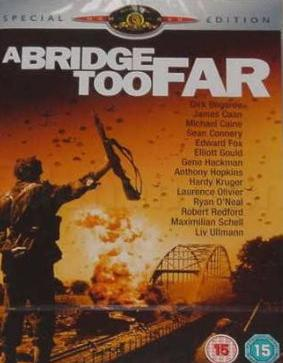 SPECIAL EDITION
A BRIDGE
TOO FAR
Dirk Bogarde
James Caan
Michael Caine
Sean Connery
Edward Fox
Elliott Gould
Gene Hackman
Anthony Hopkins
Hardy Kruger
Laurence Olivier
Ryan O'Neal
Robert Redford
Maximilian Schell
Liv Ullmann
15 15